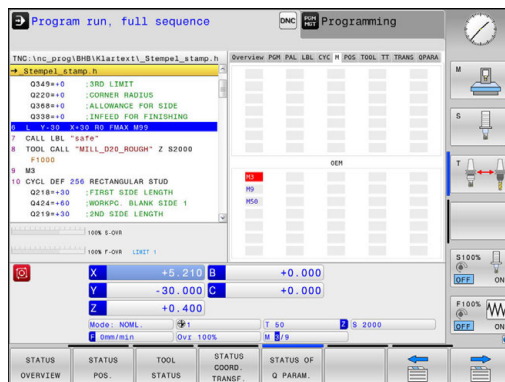 Program run, full sequence
DNC
PGM MGT
Programming
TNC:\nc_prog\BHB\Klartext\_Stempel_stamp.h
→_Stempel_stamp.h
Q349=+0 ;3RD LIMIT
Q220=+0 ;CORNER RADIUS
Q368=+0 ;ALLOWANCE FOR SIDE
Q338=+0 ;INFEED FOR FINISHING
6 L Y-30 X+30 R0 FMAX M99
7 CALL LBL "safe"
8 TOOL CALL "MILL_D20_ROUGH" Z S2000
F1000
9 M3
10 CYCL DEF 256 RECTANGULAR STUD
Q218=+30 ;FIRST SIDE LENGTH
Q424=+60 ;WORKPC. BLANK SIDE 1
Q219=+30 ;2ND SIDE LENGTH
Overview PGM PAL LBL CYC M POS TOOL TT TRANS QPARA
OEM
M3
M9
M50
100% S-OVR
100% F-OVR LIMIT 1
X +5.210 B +0.000
Y -30.000 C +0.000
Z +0.400
Mode: NOML. 1 T 50 Z S 2000
F 0mm/min Ovr 100% M 3/9
M
S
T
S100%
OFF ON
F100%
OFF ON
STATUS OVERVIEW
STATUS POS.
TOOL STATUS
STATUS COORD. TRANSF.
STATUS OF Q PARAM.